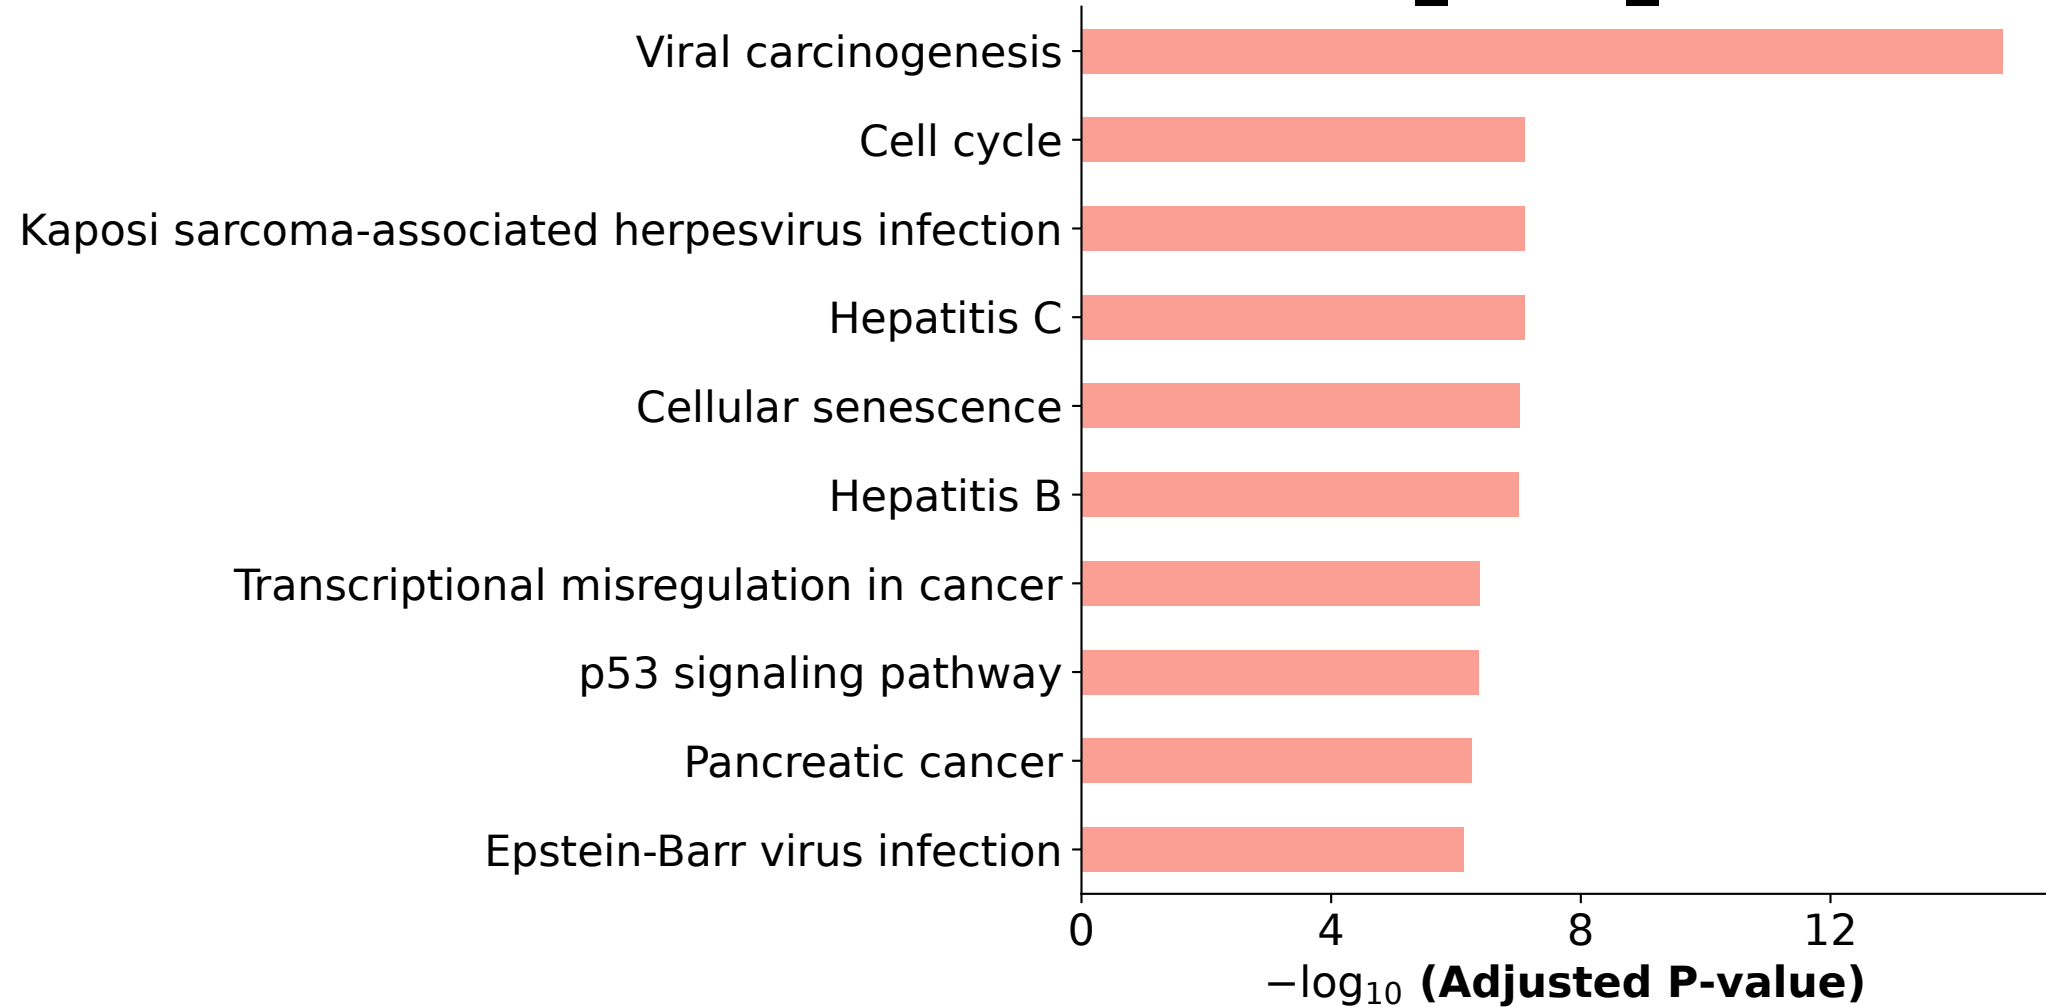 Viral carcinogenesis
Cell cycle
Kaposi sarcoma-associated herpesvirus infection
Hepatitis C
Cellular senescence
Hepatitis B
Transcriptional misregulation in cancer
p53 signaling pathway
Pancreatic cancer
Epstein-Barr virus infection
0 4 8 12
−log₁₀ (Adjusted P-value)